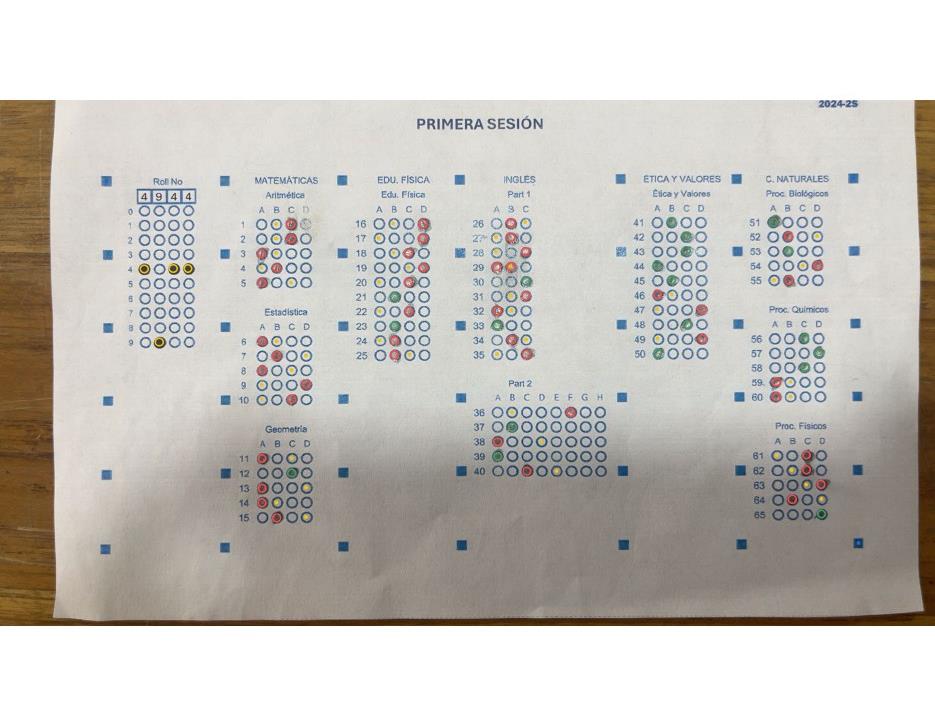 2024-2S
PRIMERA SESIÓN
Roll No
4 9 4 4
0
1
2
3
4
5
6
7
8
9
MATEMÁTICAS
Aritmética
A B C D
1
2
3
4
5
Estadística
A B C D
6
7
8
9
10
Geometría
A B C D
11
12
13
14
15
EDU. FÍSICA
Edu. Física
A B C D
16
17
18
19
20
21
22
23
24
25
INGLÉS
Part 1
A B C
26
27
28
29
30
31
32
33
34
35
Part 2
A B C D E F G H
36
37
38
39
40
ÉTICA Y VALORES
Ética y Valores
A B C D
41
42
43
44
45
46
47
48
49
50
C. NATURALES
Proc. Biológicos
A B C D
51
52
53
54
55
Proc. Químicos
A B C D
56
57
58
59
60
Proc. Físicos
A B C D
61
62
63
64
65